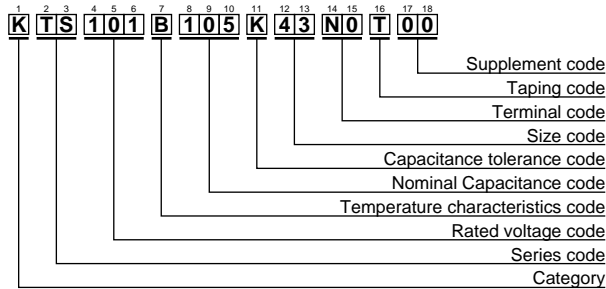 1 2 3 4 5 6 7 8 9 10 11 12 13 14 15 16 17 18
K T S 1 0 1 B 1 0 5 K 4 3 N 0 T 0 0
Supplement code
Taping code
Terminal code
Size code
Capacitance tolerance code
Nominal Capacitance code
Temperature characteristics code
Rated voltage code
Series code
Category